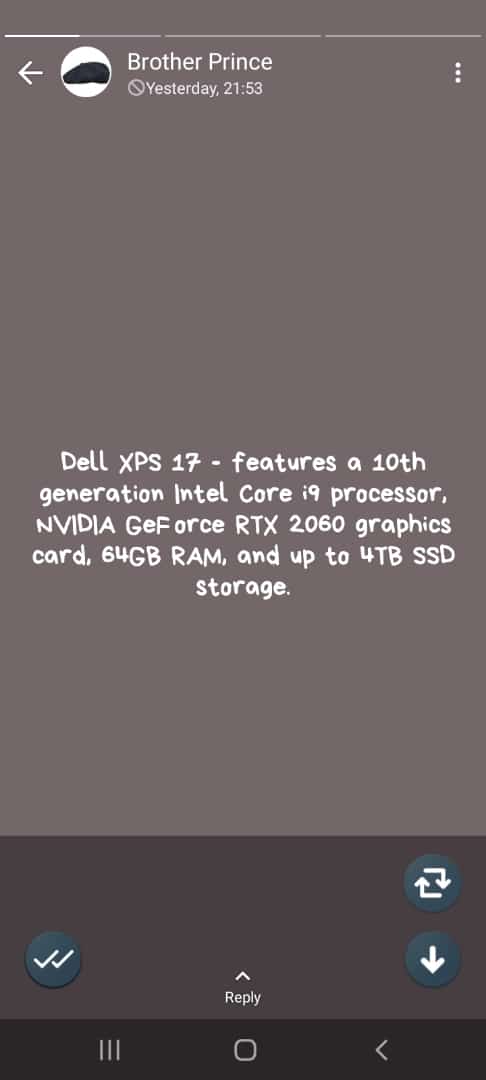 Brother Prince
Yesterday, 21:53
Dell XPS 17 - features a 10th
generation Intel Core i9 processor,
NVIDIA GeForce RTX 2060 graphics
card, 64GB RAM, and up to 4TB SSD
storage.
Reply